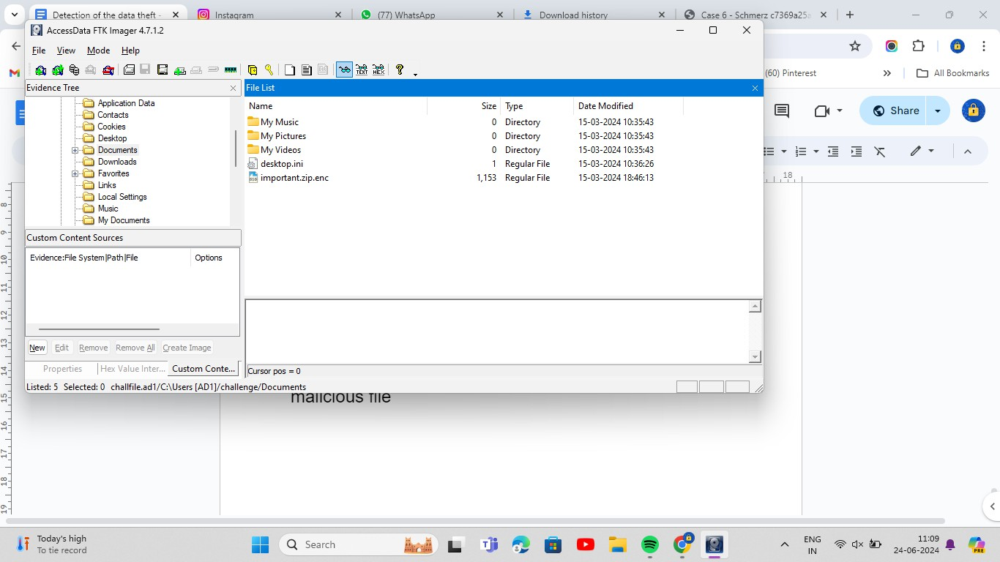 Detection of the data theft -
Instagram
(77) WhatsApp
Download history
Case 6 - Schmerz c7369a25a
AccessData FTK Imager 4.7.1.2
File View Mode Help
(60) Pinterest
All Bookmarks
Share
Evidence Tree
Application Data
Contacts
Cookies
Desktop
Documents
Downloads
Favorites
Links
Local Settings
Music
My Documents
Custom Content Sources
Evidence:File System|Path|File Options
New Edit Remove Remove All Create Image
Properties Hex Value Inter... Custom Conte...
File List
Name Size Type Date Modified
My Music 0 Directory 15-03-2024 10:35:43
My Pictures 0 Directory 15-03-2024 10:35:43
My Videos 0 Directory 15-03-2024 10:35:43
desktop.ini 1 Regular File 15-03-2024 10:36:26
important.zip.enc 1,153 Regular File 15-03-2024 18:46:13
Cursor pos = 0
Listed: 5 Selected: 0 challfile.ad1/C:\Users [AD1]/challenge/Documents
18
8
9
10
11
12
13
14
15
16
17
18
19
malicious file
Today's high
To tie record
Search
ENG
IN
11:09
24-06-2024
PRE